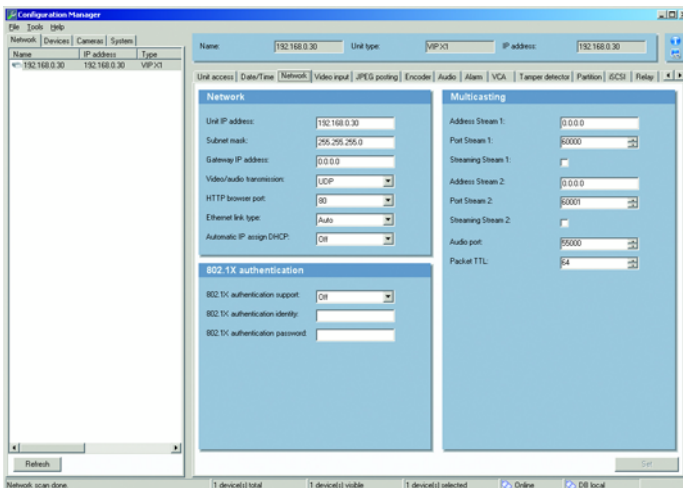 Configuration Manager
File Tools Help
Network Devices Cameras System
Name IP address Type
192.168.0.30 192.168.0.30 VIP X1
Name: 192.168.0.30 Unit type: VIP X1 IP address: 192.168.0.30
Unit access Date/Time Network Video input JPEG posting Encoder Audio Alarm VCA Tamper detector Partition iSCSI Relay
Network
Unit IP address: 192.168.0.30
Subnet mask: 255.255.255.0
Gateway IP address: 0.0.0.0
Video/audio transmission: UDP
HTTP browser port: 80
Ethernet link type: Auto
Automatic IP assign DHCP: Off
802.1X authentication
802.1X authentication support: Off
802.1X authentication identity:
802.1X authentication password:
Multicasting
Address Stream 1: 0.0.0.0
Port Stream 1: 60000
Streaming Stream 1:
Address Stream 2: 0.0.0.0
Port Stream 2: 60001
Streaming Stream 2:
Audio port: 55000
Packet TTL: 64
Refresh
Set
Network scan done. 1 device(s) total 1 device(s) visible 1 device(s) selected Online DB local